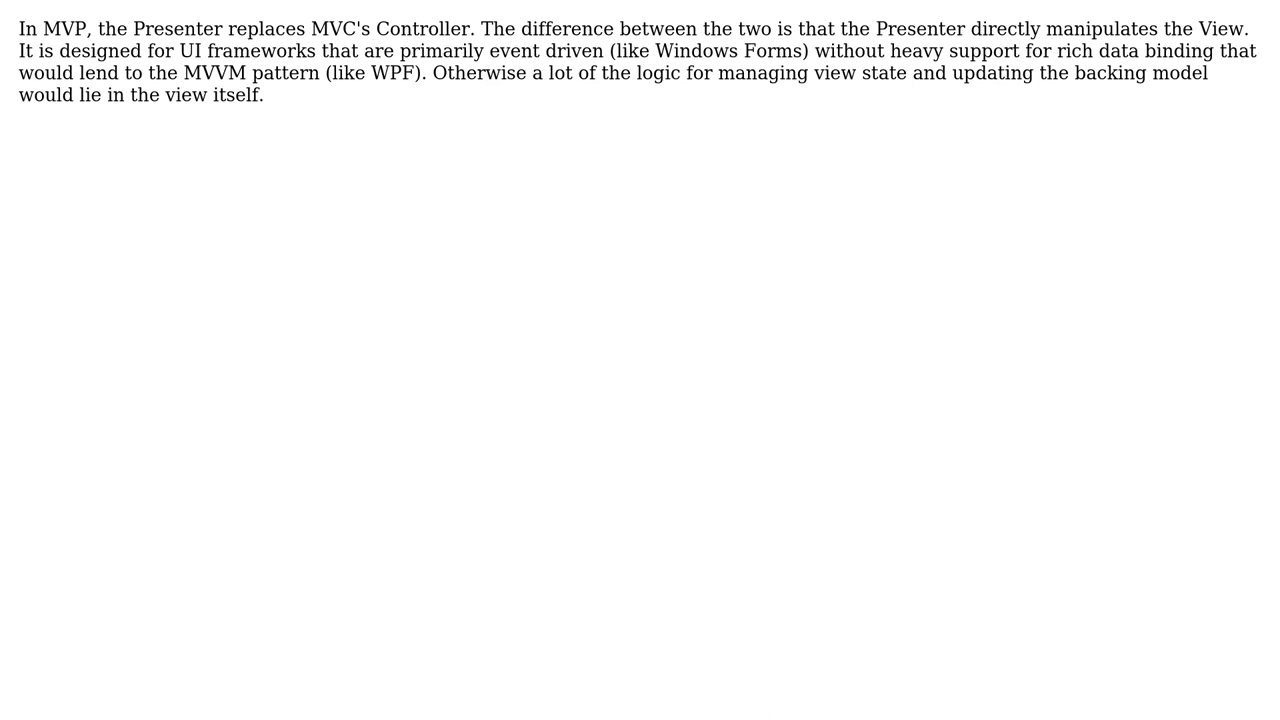 In MVP, the Presenter replaces MVC's Controller. The difference between the two is that the Presenter directly manipulates the View.
It is designed for UI frameworks that are primarily event driven (like Windows Forms) without heavy support for rich data binding that
would lend to the MVVM pattern (like WPF). Otherwise a lot of the logic for managing view state and updating the backing model
would lie in the view itself.